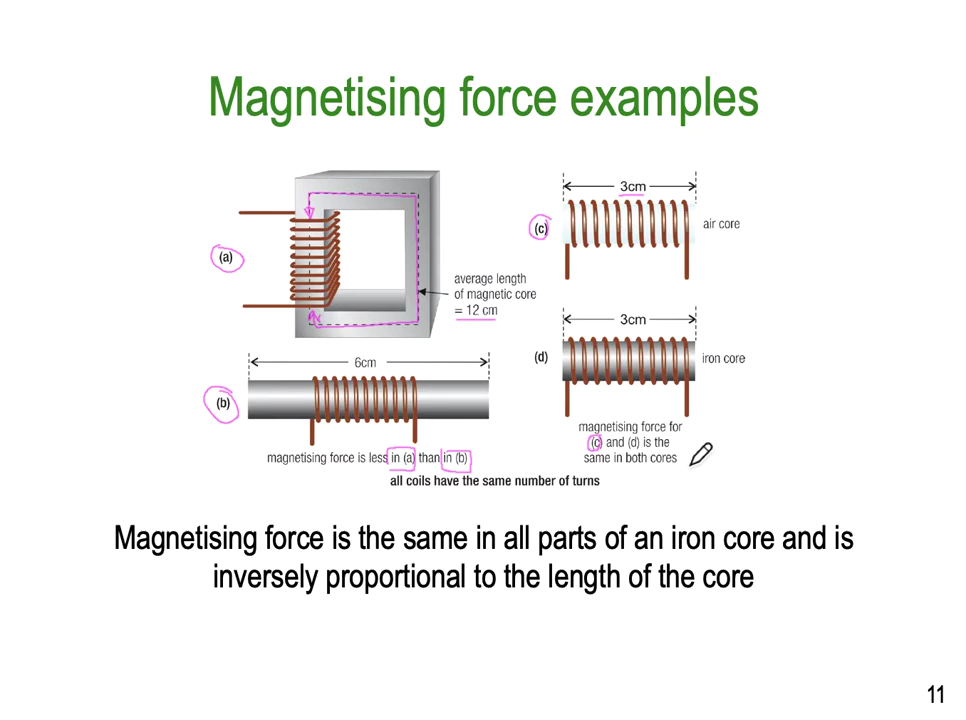 Magnetising force examples
(a)
average length
of magnetic core
= 12 cm
6cm
(b)
magnetising force is less in (a) than in (b)
3cm
(c)
air core
3cm
(d)
iron core
magnetising force for
(c) and (d) is the
same in both cores
all coils have the same number of turns
Magnetising force is the same in all parts of an iron core and is
inversely proportional to the length of the core
11